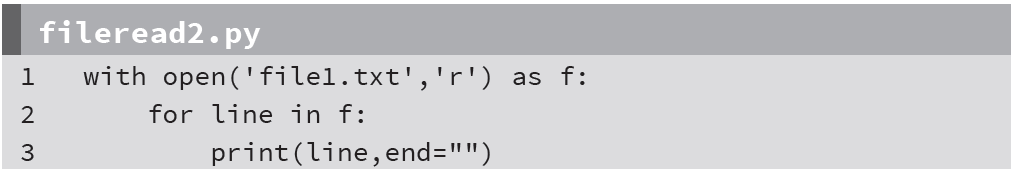 fileread2.py
1 with open('file1.txt','r') as f:
2 for line in f:
3 print(line,end="")